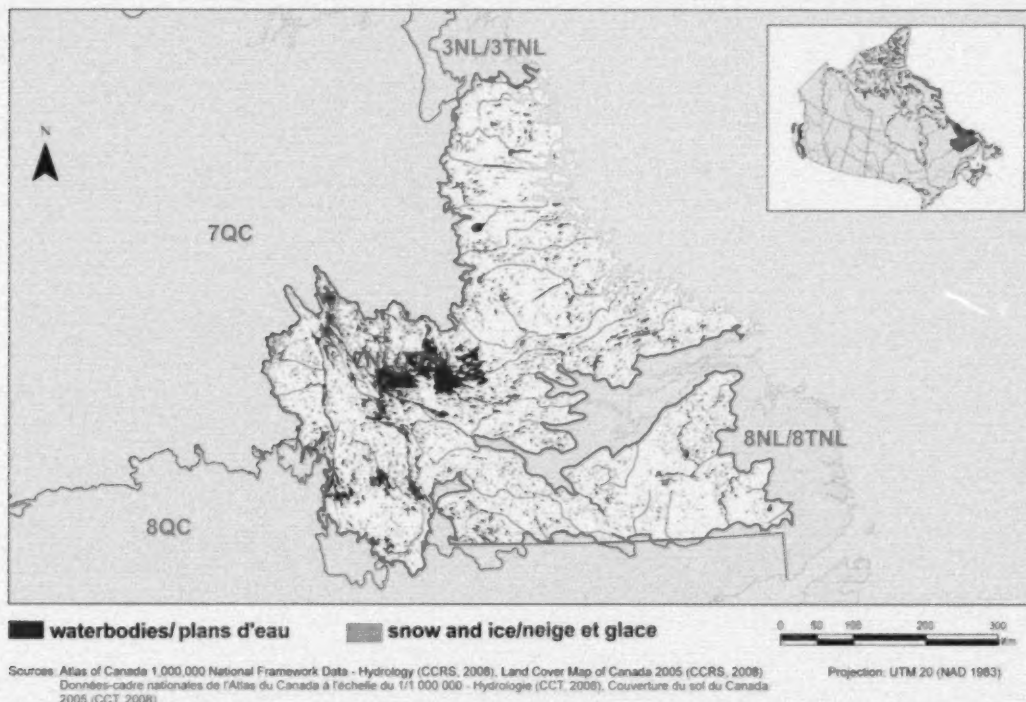 3NL/3TNL
N
7QC
8NL/8TNL
8QC
waterbodies/ plans d'eau
snow and ice/neige et glace
0 50 100 200 300
Km
Sources: Atlas of Canada 1,000,000 National Framework Data - Hydrology (CCRS, 2008), Land Cover Map of Canada 2005 (CCRS, 2008)
Projection: UTM 20 (NAD 1983)
Données-cadre nationales de l'Atlas du Canada à l'échelle du 1/1 000 000 - Hydrologie (CCT, 2008), Couverture du sol du Canada
2005 (CCT, 2008)